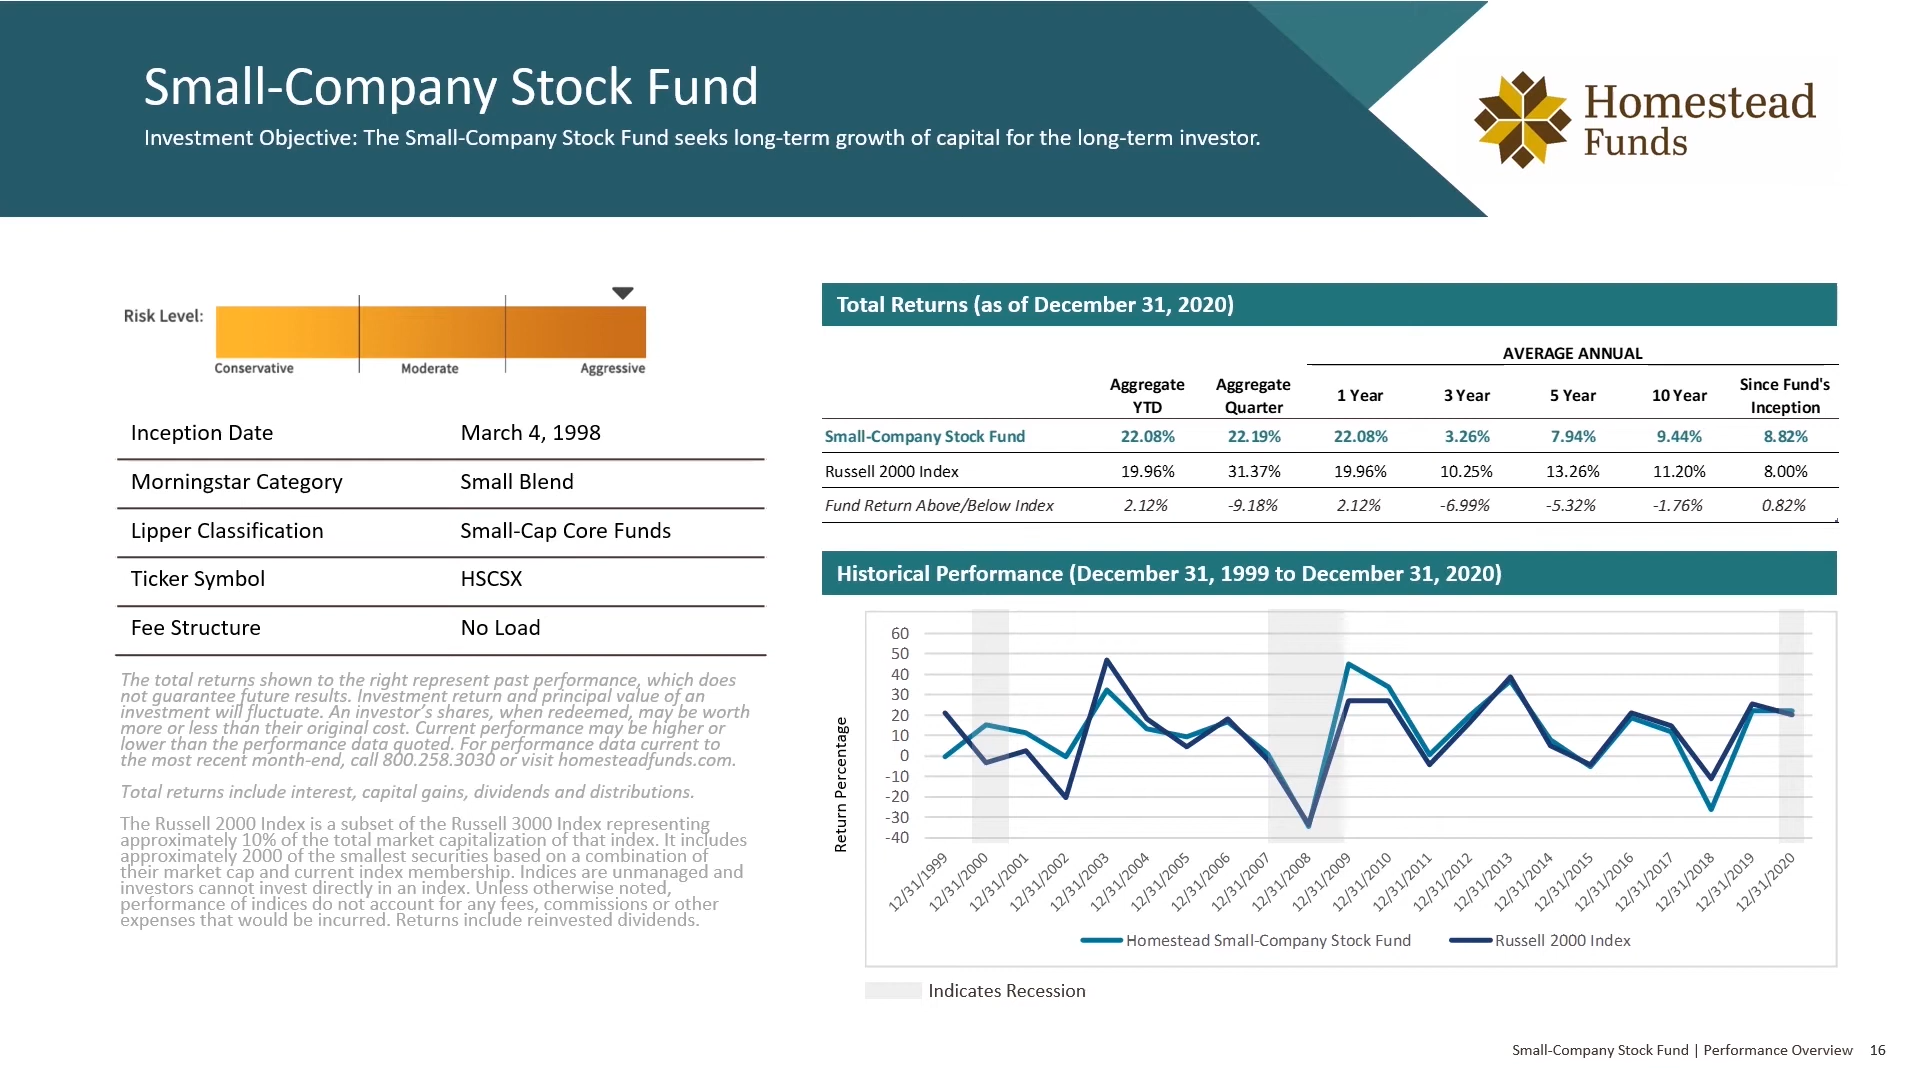 Small-Company Stock Fund
Investment Objective: The Small-Company Stock Fund seeks long-term growth of capital for the long-term investor.
Homestead
Funds
Risk Level:
Conservative Moderate Aggressive
Inception Date March 4, 1998
Morningstar Category Small Blend
Lipper Classification Small-Cap Core Funds
Ticker Symbol HSCSX
Fee Structure No Load
The total returns shown to the right represent past performance, which does
not guarantee future results. Investment return and principal value of an
investment will fluctuate. An investor’s shares, when redeemed, may be worth
more or less than their original cost. Current performance may be higher or
lower than the performance data quoted. For performance data current to
the most recent month-end, call 800.258.3030 or visit homesteadfunds.com.
Total returns include interest, capital gains, dividends and distributions.
The Russell 2000 Index is a subset of the Russell 3000 Index representing
approximately 10% of the total market capitalization of that index. It includes
approximately 2000 of the smallest securities based on a combination of
their market cap and current index membership. Indices are unmanaged and
investors cannot invest directly in an index. Unless otherwise noted,
performance of indices do not account for any fees, commissions or other
expenses that would be incurred. Returns include reinvested dividends.
Total Returns (as of December 31, 2020)
AVERAGE ANNUAL
Aggregate Aggregate Since Fund's
1 Year 3 Year 5 Year 10 Year
YTD Quarter Inception
Small-Company Stock Fund 22.08% 22.19% 22.08% 3.26% 7.94% 9.44% 8.82%
Russell 2000 Index 19.96% 31.37% 19.96% 10.25% 13.26% 11.20% 8.00%
Fund Return Above/Below Index 2.12% -9.18% 2.12% -6.99% -5.32% -1.76% 0.82%
Historical Performance (December 31, 1999 to December 31, 2020)
Return Percentage
60
50
40
30
20
10
0
-10
-20
-30
-40
12/31/1999 12/31/2000 12/31/2001 12/31/2002 12/31/2003 12/31/2004 12/31/2005 12/31/2006 12/31/2007 12/31/2008 12/31/2009 12/31/2010 12/31/2011 12/31/2012 12/31/2013 12/31/2014 12/31/2015 12/31/2016 12/31/2017 12/31/2018 12/31/2019 12/31/2020
Homestead Small-Company Stock Fund Russell 2000 Index
Indicates Recession
Small-Company Stock Fund | Performance Overview 16